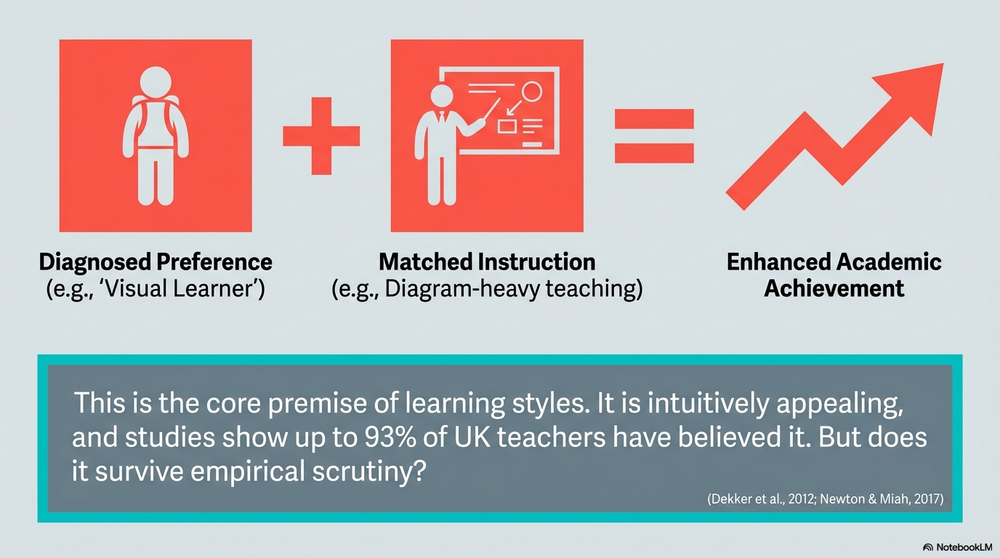 Diagnosed Preference
(e.g., ‘Visual Learner’)
Matched Instruction
(e.g., Diagram-heavy teaching)
Enhanced Academic
Achievement
This is the core premise of learning styles. It is intuitively appealing,
and studies show up to 93% of UK teachers have believed it. But does
it survive empirical scrutiny?
(Dekker et al., 2012; Newton & Miah, 2017)
NotebookLM